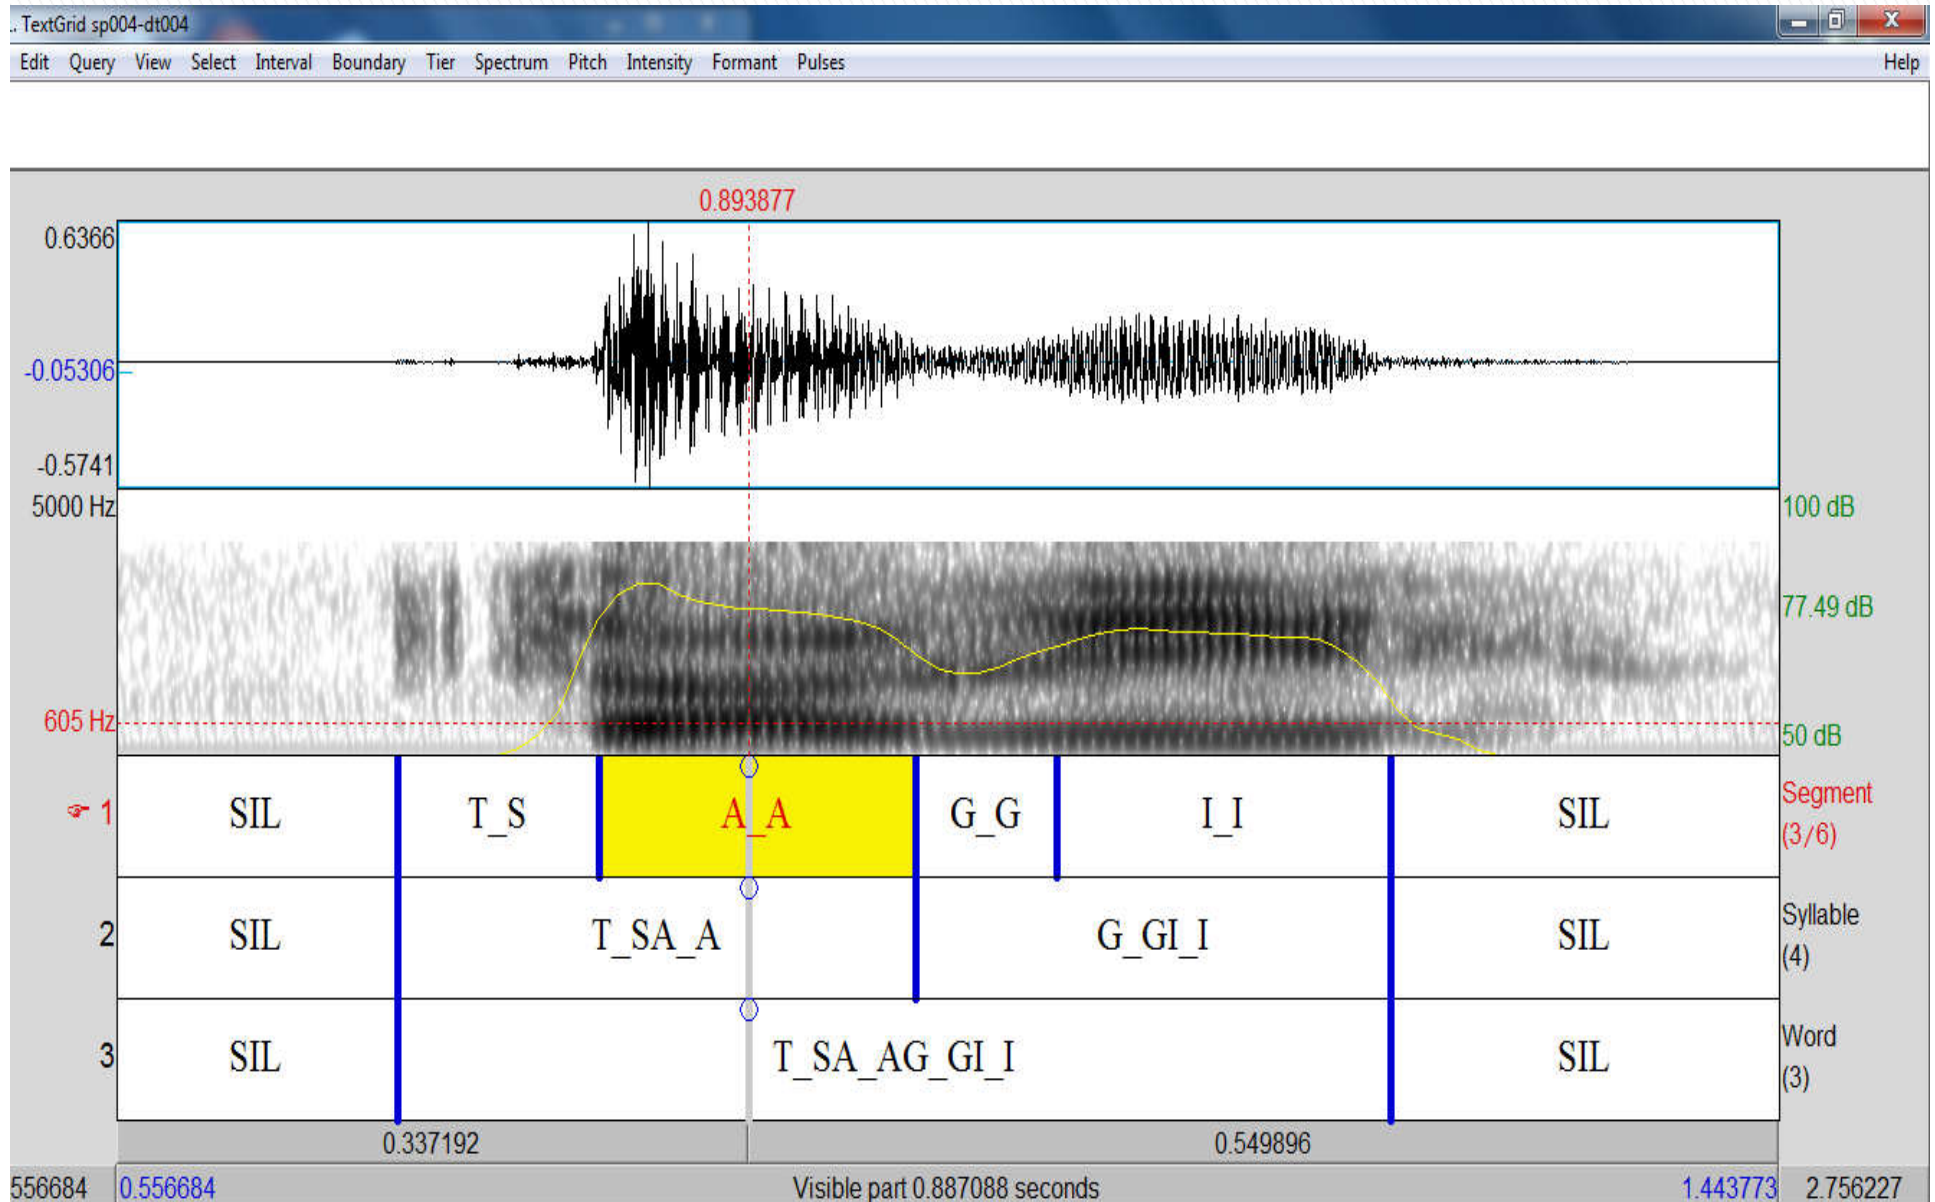 . TextGrid sp004-dt004
Edit Query View Select Interval Boundary Tier Spectrum Pitch Intensity Formant Pulses Help
0.893877
0.6366
-0.05306
-0.5741
5000 Hz 100 dB
77.49 dB
605 Hz 50 dB
1 SIL T_S A_A G_G I_I SIL Segment
(3/6)
2 SIL T_SA_A G_GI_I SIL Syllable
(4)
3 SIL T_SA_AG_GI_I SIL Word
(3)
0.337192 0.549896
556684 0.556684 Visible part 0.887088 seconds 1.443773 2.756227